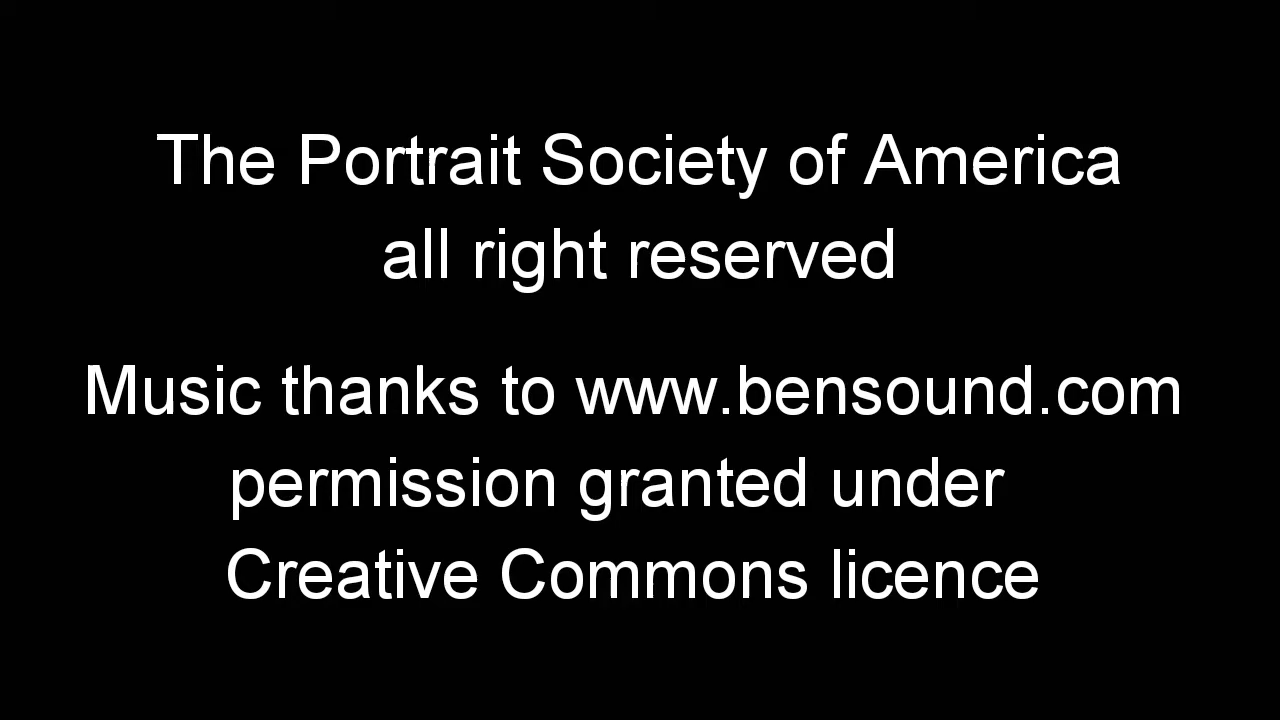 The Portrait Society of America
all right reserved
Music thanks to www.bensound.com
permission granted under
Creative Commons licence